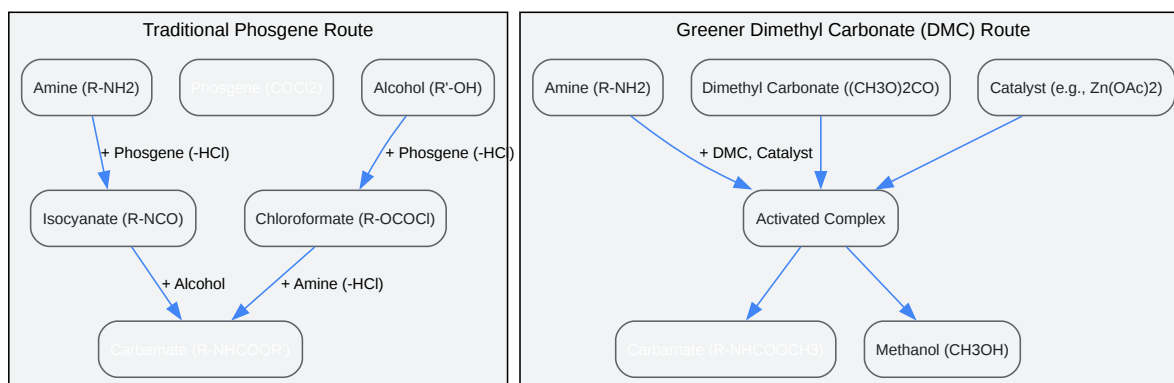 Traditional Phosgene Route
Amine (R-NH2)
Phosgene (COCl2)
Alcohol (R'-OH)
+ Phosgene (-HCl)
+ Phosgene (-HCl)
Isocyanate (R-NCO)
Chloroformate (R-OCOCl)
+ Alcohol
+ Amine (-HCl)
Carbamate (R-NHCOOR')
Greener Dimethyl Carbonate (DMC) Route
Amine (R-NH2)
Dimethyl Carbonate ((CH3O)2CO)
Catalyst (e.g., Zn(OAc)2)
+ DMC, Catalyst
Activated Complex
Carbamate (R-NHCOOCH3)
Methanol (CH3OH)